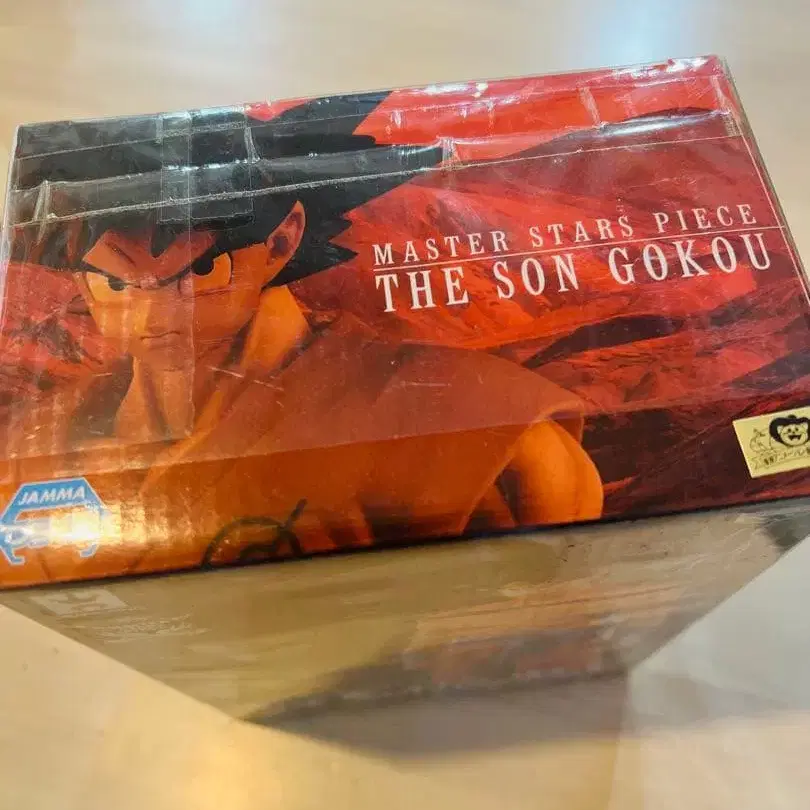 MASTER STARS PIECE
THE SON GOKOU
JAMMA